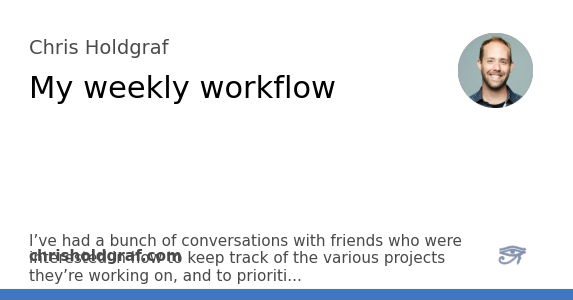 Chris Holdgraf
My weekly workflow
I’ve had a bunch of conversations with friends who were
interested in how to keep track of the various projects
chrisholdgraf.com
they’re working on, and to prioriti...